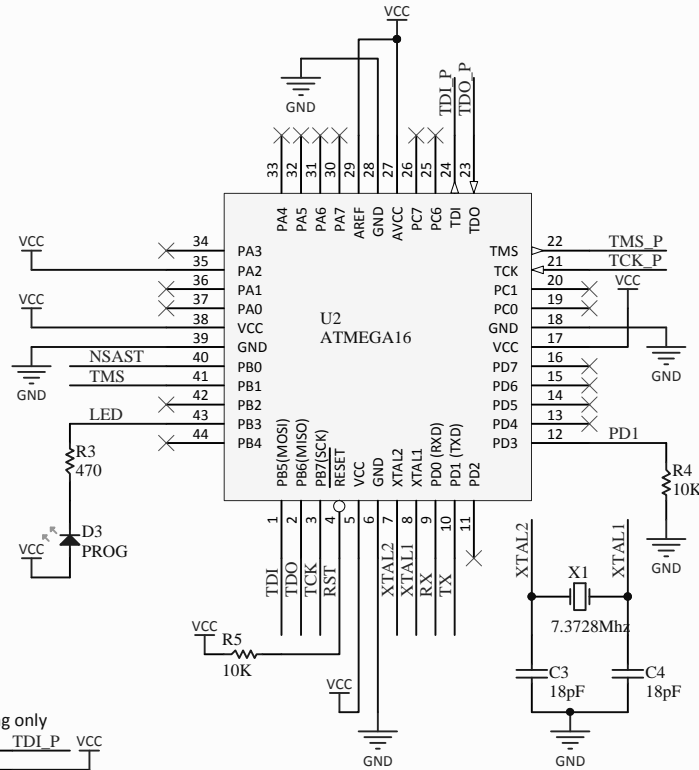 VCC
GND
TDI_P
TDO_P
33
32
31
30
29
28
27
26
25
24
23
PA4
PA5
PA6
PA7
AREF
GND
AVCC
PC7
PC6
TDI
TDO
VCC
34 PA3
35 PA2
36 PA1
37 PA0
VCC
38 VCC
39 GND
GND
NSAST 40 PB0
TMS 41 PB1
42 PB2
LED 43 PB3
44 PB4
U2
ATMEGA16
TMS 22 TMS_P
TCK 21 TCK_P
PC1 20
PC0 19
VCC
GND 18
VCC 17
GND
PD7 16
PD6 15
PD5 14
PD4 13
PD3 12 PD1
R4
10K
GND
R3
470
D3
PROG
VCC
PB5(MOSI)
PB6(MISO)
PB7(SCK)
RESET
VCC
GND
XTAL2
XTAL1
PD0 (RXD)
PD1 (TXD)
PD2
1
2
3
4
5
6
7
8
9
10
11
TDI
TDO
TCK
RST
XTAL2
XTAL1
RX
TX
VCC
R5
10K
VCC
GND
XTAL2
XTAL1
X1
7.3728Mhz
C3
18pF
C4
18pF
GND
only
TDI_P VCC